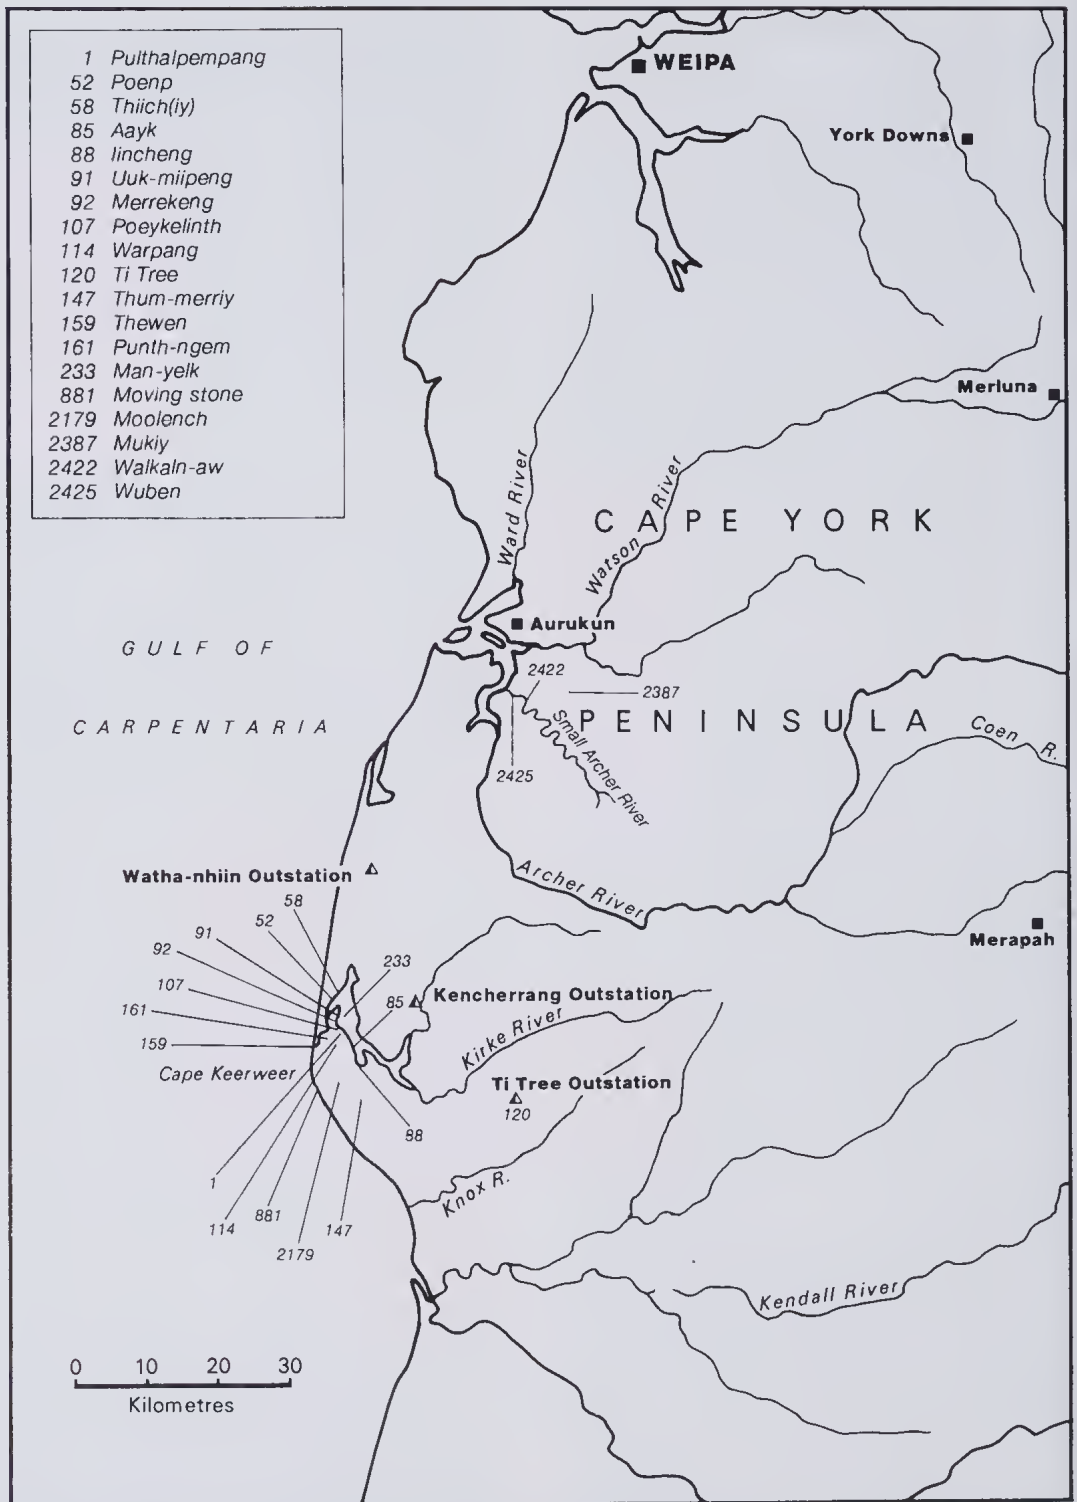 1 Pulthalpempang
52 Poenp
58 Thiich(iy)
85 Aayk
88 Iincheng
91 Uuk-miipeng
92 Merrekeng
107 Poeykelinth
114 Warpang
120 Ti Tree
147 Thum-merriy
159 Thewen
161 Punth-ngem
233 Man-yelk
881 Moving stone
2179 Moolench
2387 Mukiy
2422 Walkaln-aw
2425 Wuben
WEIPA
York Downs
Merluna
Ward River
Watson River
CAPE YORK
PENINSULA
Aurukun
GULF OF
CARPENTARIA
2422
2387
2425
Small Archer River
Coen R.
Archer River
Merapah
Watha-nhiin Outstation
58
52
91
92
107
161
159
233
85
Kencherrang Outstation
Kirke River
Cape Keerweer
Ti Tree Outstation
120
88
1
114
881
2179
147
Knox R.
Kendall River
0 10 20 30
Kilometres